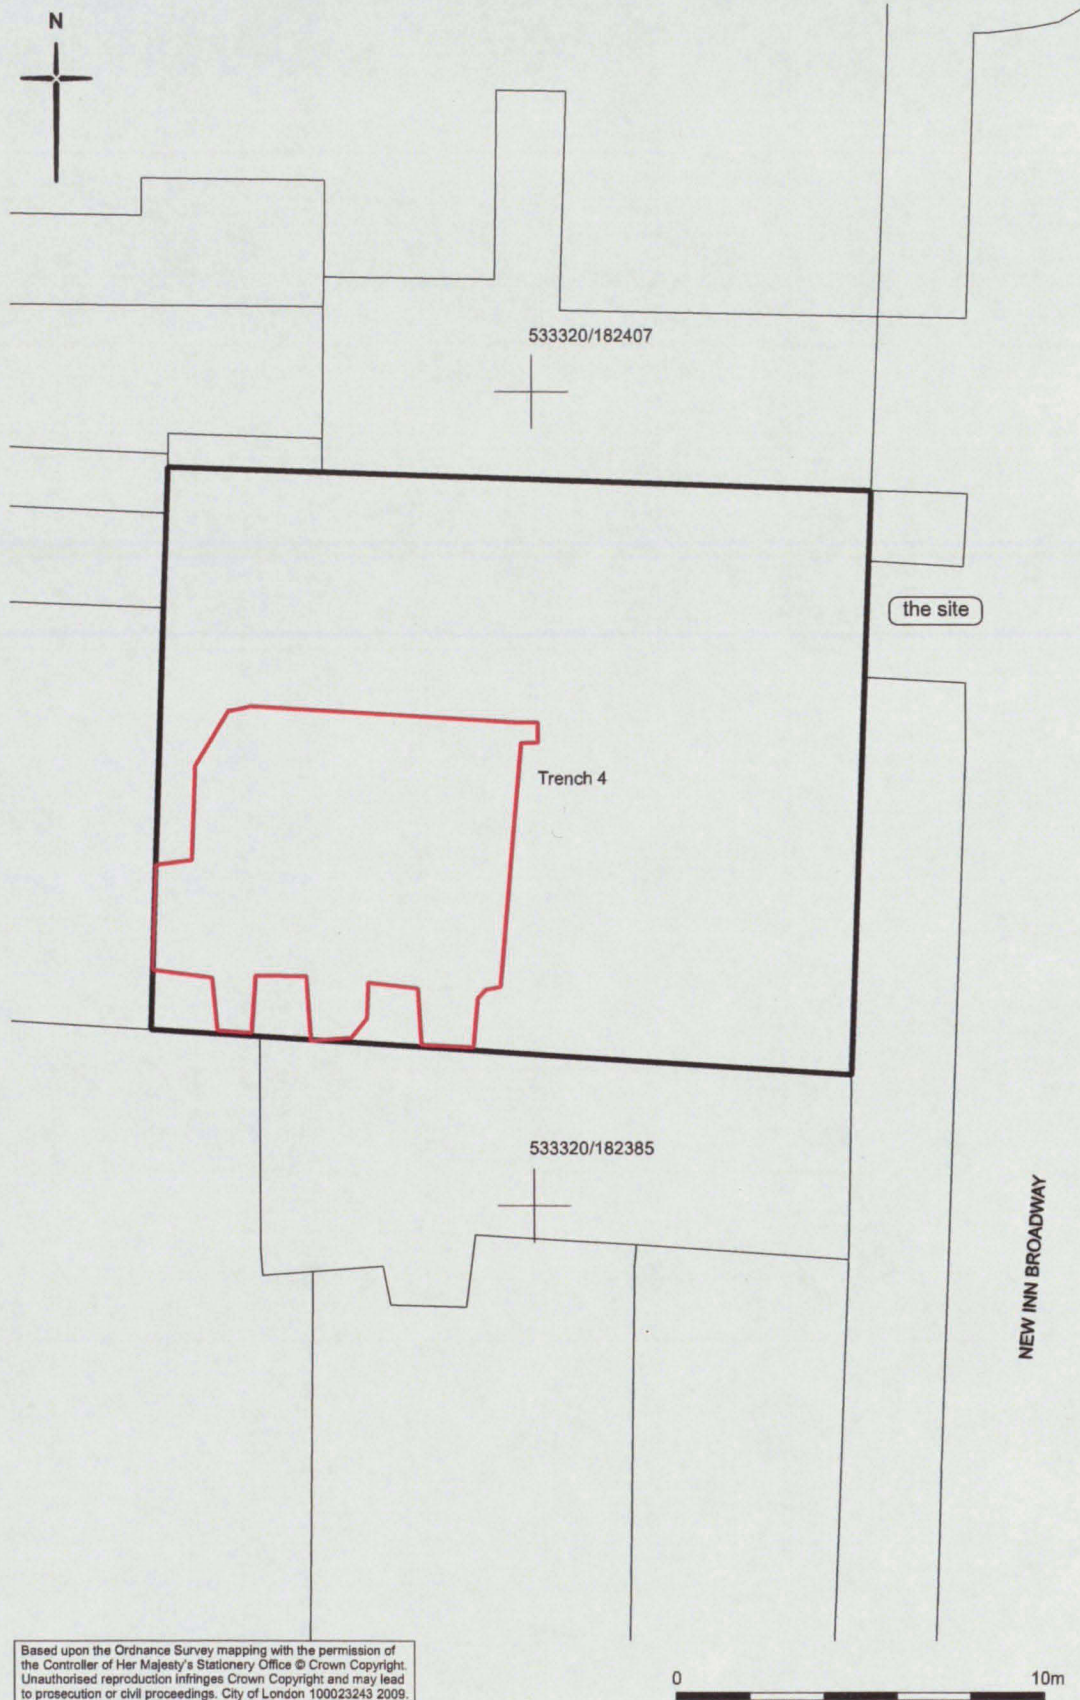 N
533320/182407
the site
Trench 4
533320/182385
NEW INN BROADWAY
Based upon the Ordnance Survey mapping with the permission of
the Controller of Her Majesty's Stationery Office © Crown Copyright.
Unauthorised reproduction infringes Crown Copyright and may lead
to prosecution or civil proceedings. City of London 100023243 2009.
0 10m